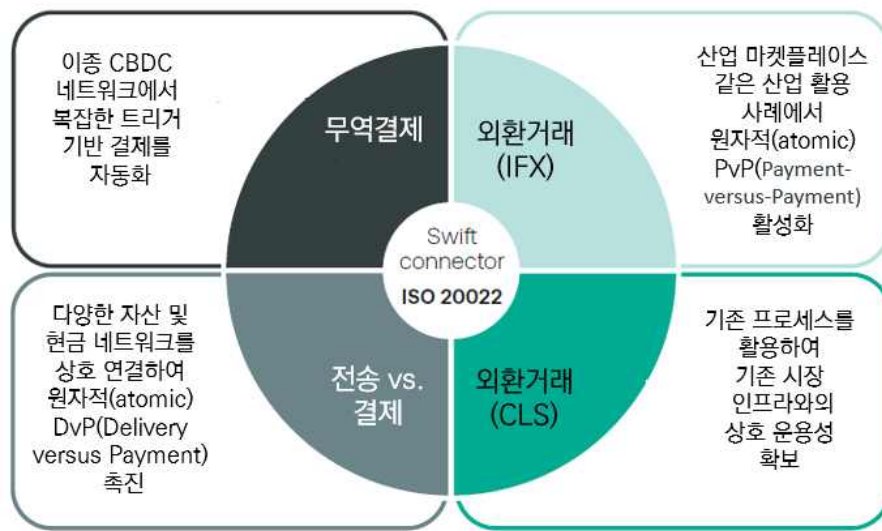 이종 CBDC
네트워크에서
복잡한 트리거
기반 결제를
자동화
무역결제
외환거래
(IFX)
산업 마켓플레이스
같은 산업 활용
사례에서
원자적(atomic)
PvP(Payment-
versus-Payment)
활성화
Swift
connector
ISO 20022
다양한 자산 및
현금 네트워크를
상호 연결하여
원자적(atomic)
DvP(Delivery
versus Payment)
촉진
전송 vs.
결제
외환거래
(CLS)
기존 프로세스를
활용하여
기존 시장
인프라와의
상호 운용성
확보